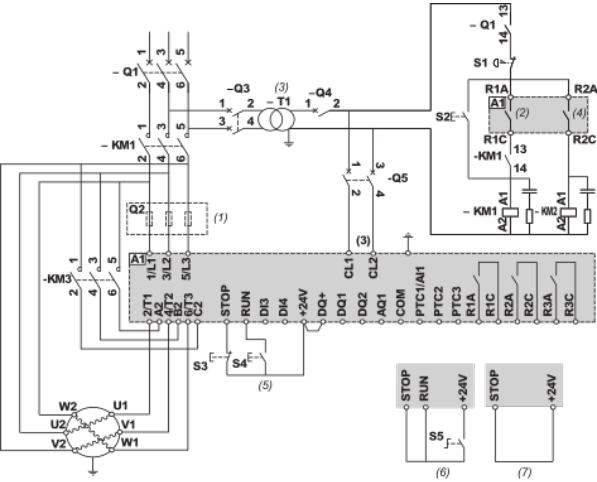 1 3 5
– Q1
2 4 6
– KM1
1 3 5
2 4 6
–Q3
1 2
3 4
(3)
– T1
–Q4
1 2
13
– Q1
14
S1
R1A R2A
A1
(2) (4)
S2
R1C R2C
13
-KM1
14
A1 A1
– KM1 – KM2
A2 A2
1 3
–Q5
2 4
Q2
(1)
(3)
A1
1/L1 3/L2 5/L3 CL1 CL2 PTC1/AI1
2/T1 A2 4/T2 B2 6/T3 C2 STOP RUN DI3 DI4 +24V DQ+ DQ1 DQ2 AQ1 COM PTC2 PTC3 R1A R1C R2A R2C R3A R3C
1 3 5
-KM3
2 4 6
S3 S4
(5)
W2 U1
U2 V1
V2 W1
STOP RUN +24V
S5
(6)
STOP +24V
(7)